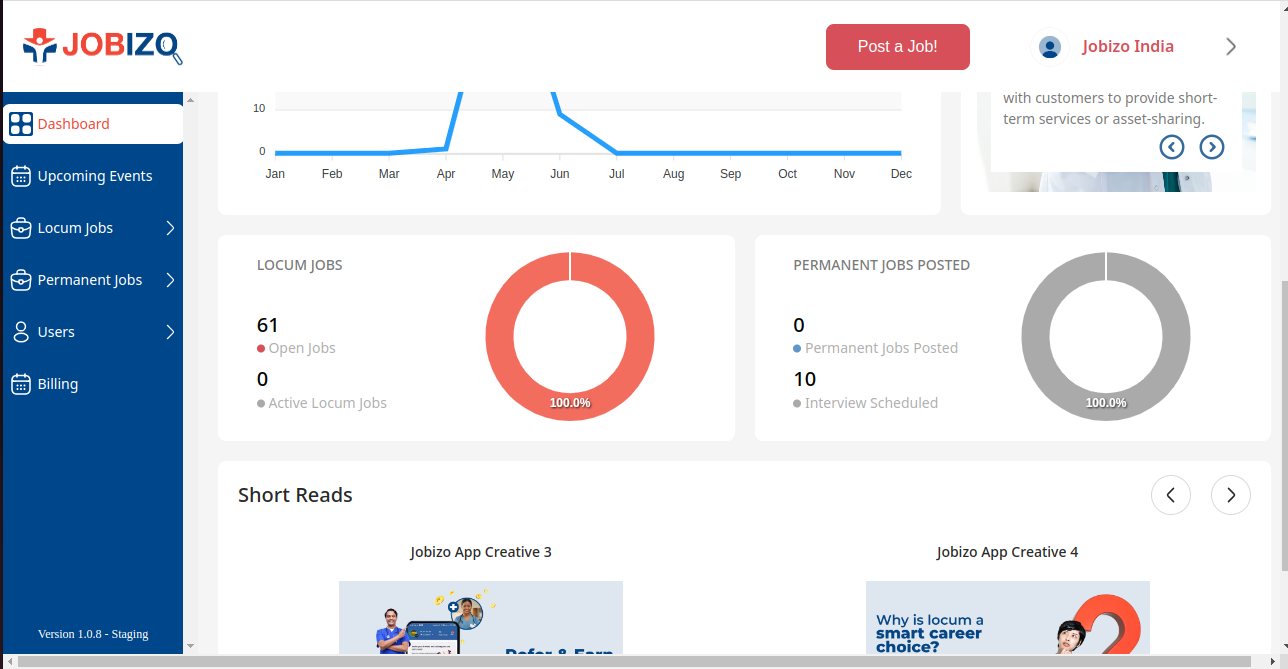 JOBIZO
Post a Job!
Jobizo India
Dashboard
Upcoming Events
Locum Jobs
Permanent Jobs
Users
Billing
Version 1.0.8 - Staging
10
0
Jan Feb Mar Apr May Jun Jul Aug Sep Oct Nov Dec
with customers to provide short-
term services or asset-sharing.
LOCUM JOBS
61
Open Jobs
0
Active Locum Jobs
100.0%
PERMANENT JOBS POSTED
0
Permanent Jobs Posted
10
Interview Scheduled
100.0%
Short Reads
Jobizo App Creative 3
Refer & Earn
Jobizo App Creative 4
Why is locum a
smart career
choice?